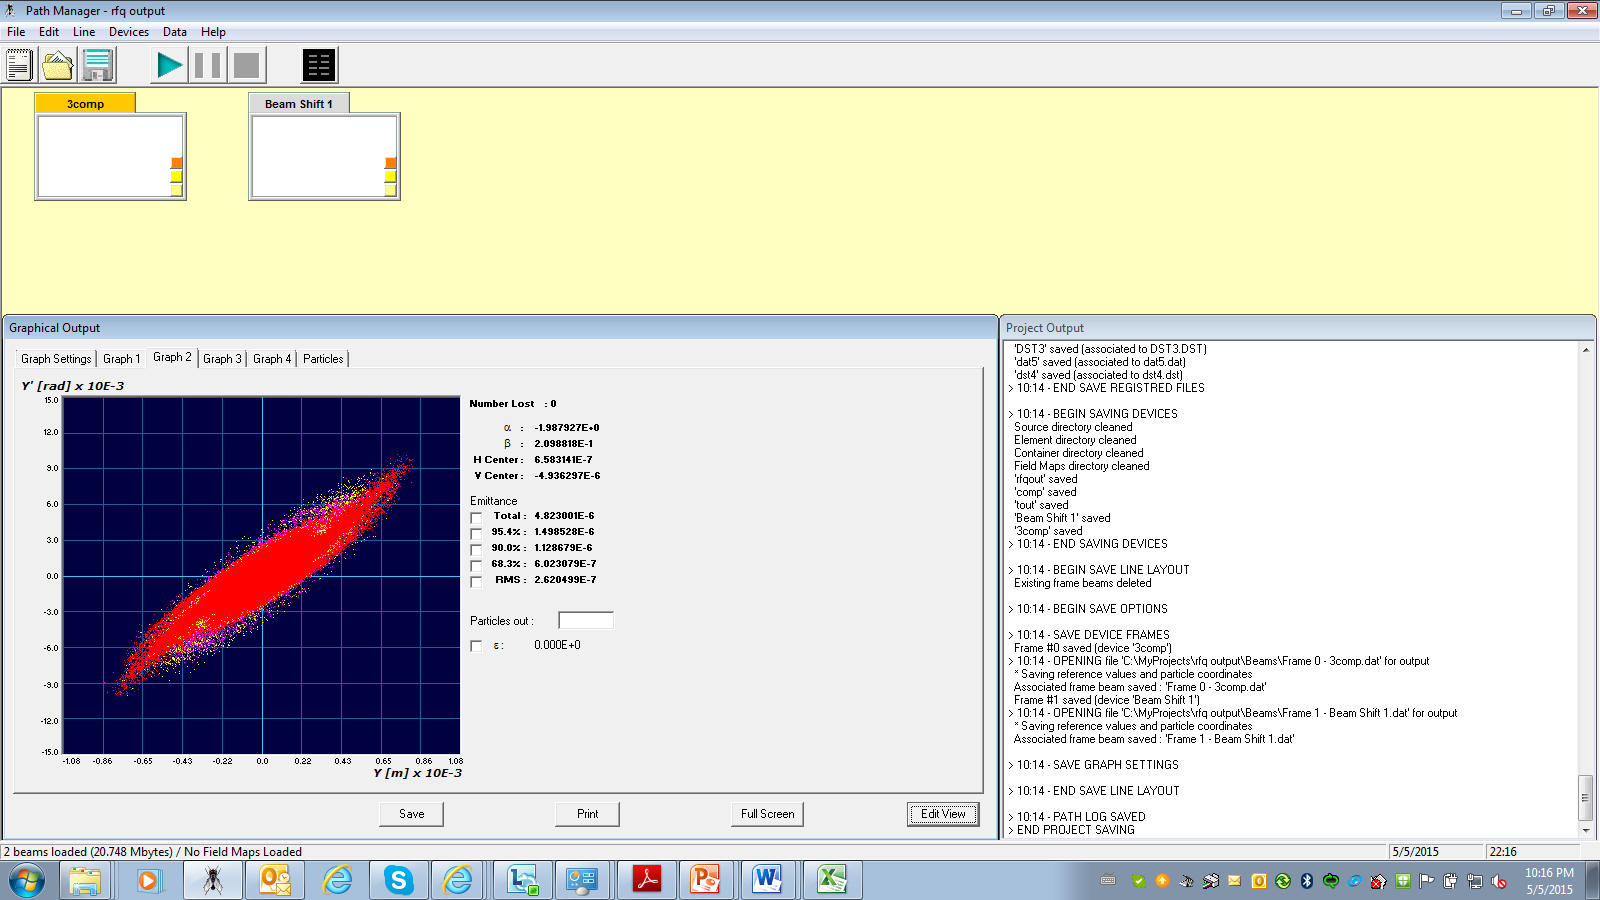 Path Manager - rfq output
File Edit Line Devices Data Help
3comp
Beam Shift 1
Graphical Output
Graph Settings Graph 1 Graph 2 Graph 3 Graph 4 Particles
Y' [rad] x 10E-3
15.0
12.0
9.0
6.0
3.0
0.0
-3.0
-6.0
-9.0
-12.0
-15.0
-1.08 -0.86 -0.65 -0.43 -0.22 0.0 0.22 0.43 0.65 0.86 1.08
Y [m] x 10E-3
Number Lost : 0
α : -1.987927E+0
β : 2.098818E-1
H Center : 6.583141E-7
V Center : -4.936297E-6
Emittance
Total : 4.823001E-6
95.4% : 1.498528E-6
90.0% : 1.128679E-6
68.3% : 6.023079E-7
RMS : 2.620499E-7
Particles out :
ε : 0.000E+0
Save Print Full Screen Edit View
Project Output
'DST3' saved (associated to DST3.DST)
'dat5' saved (associated to dat5.dat)
'dst4' saved (associated to dst4.dst)
> 10:14 - END SAVE REGISTRED FILES
> 10:14 - BEGIN SAVING DEVICES
Source directory cleaned
Element directory cleaned
Container directory cleaned
Field Maps directory cleaned
'rfqout' saved
'comp' saved
'tout' saved
'Beam Shift 1' saved
'3comp' saved
> 10:14 - END SAVING DEVICES
> 10:14 - BEGIN SAVE LINE LAYOUT
Existing frame beams deleted
> 10:14 - BEGIN SAVE OPTIONS
> 10:14 - SAVE DEVICE FRAMES
Frame #0 saved (device '3comp')
> 10:14 - OPENING file 'C:\MyProjects\rfq output\Beams\Frame 0 - 3comp.dat' for output
* Saving reference values and particle coordinates
Associated frame beam saved : 'Frame 0 - 3comp.dat'
Frame #1 saved (device 'Beam Shift 1')
> 10:14 - OPENING file 'C:\MyProjects\rfq output\Beams\Frame 1 - Beam Shift 1.dat' for output
* Saving reference values and particle coordinates
Associated frame beam saved : 'Frame 1 - Beam Shift 1.dat'
> 10:14 - SAVE GRAPH SETTINGS
> 10:14 - END SAVE LINE LAYOUT
> 10:14 - PATH LOG SAVED
> END PROJECT SAVING
2 beams loaded (20.748 Mbytes) / No Field Maps Loaded
5/5/2015 22:16
10:16 PM
5/5/2015